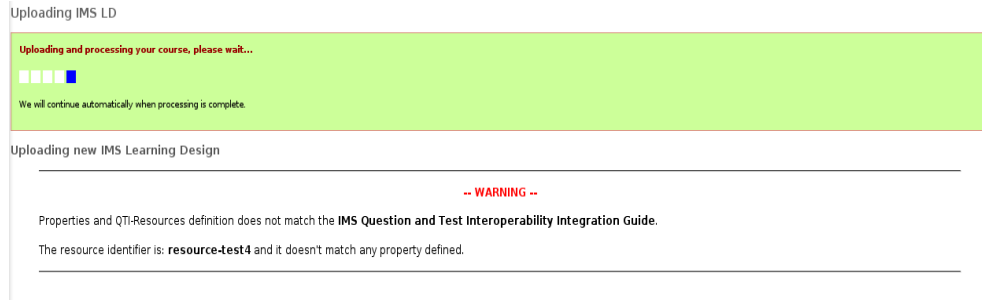 Uploading IMS LD
Uploading and processing your course, please wait...
We will continue automatically when processing is complete.
Uploading new IMS Learning Design
-- WARNING --
Properties and QTI-Resources definition does not match the IMS Question and Test Interoperability Integration Guide.
The resource identifier is: resource-test4 and it doesn't match any property defined.